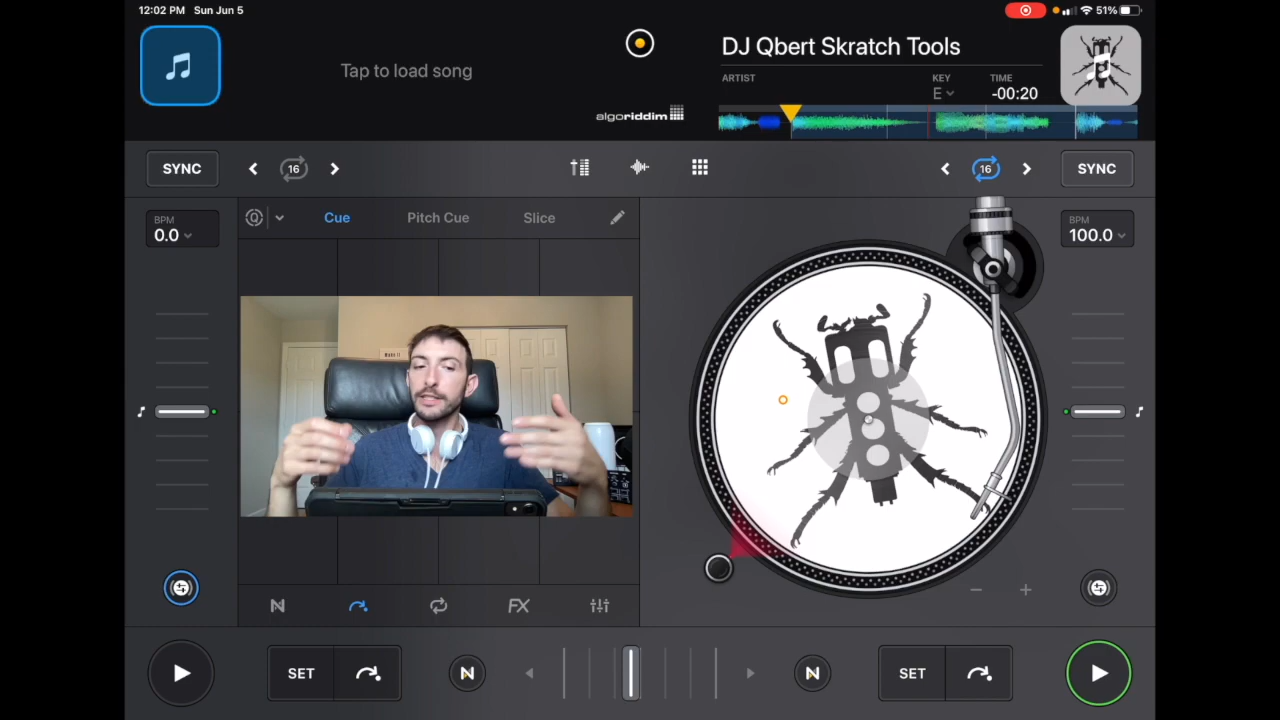 12:02 PM Sun Jun 5
51%
Tap to load song
DJ Qbert Skratch Tools
ARTIST
KEY
TIME
E
-00:20
algoriddim
SYNC
16
16
SYNC
BPM
0.0
Cue
Pitch Cue
Slice
BPM
100.0
MAKE IT
N
FX
SET
N
N
SET